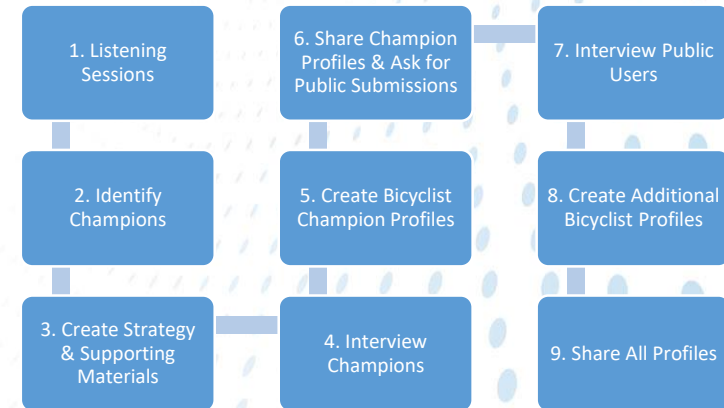 1. Listening
Sessions
2. Identify
Champions
3. Create Strategy
& Supporting
Materials
4. Interview
Champions
5. Create Bicyclist
Champion Profiles
6. Share Champion
Profiles & Ask for
Public Submissions
7. Interview Public
Users
8. Create Additional
Bicyclist Profiles
9. Share All Profiles